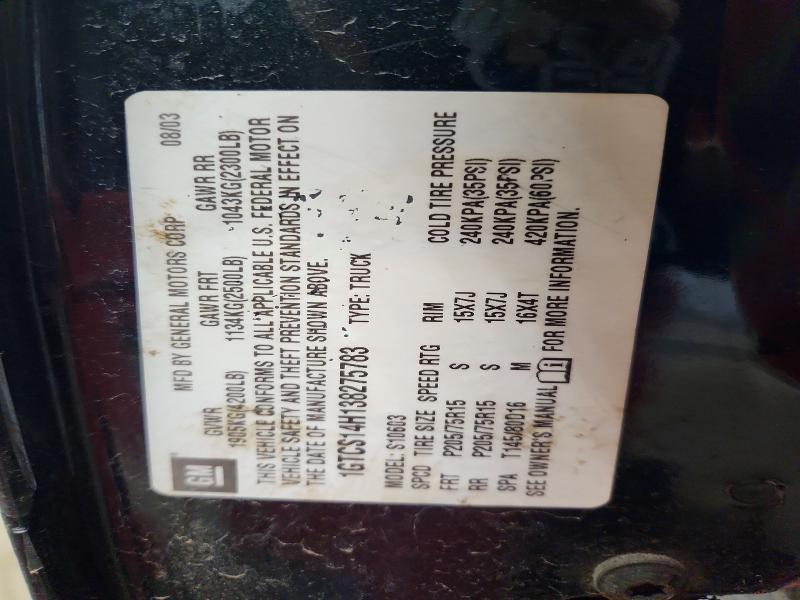 GM
MFD BY GENERAL MOTORS CORP 08/03
GVWR GAWR FRT GAWR RR
1905KG(4200LB) 1134KG(2500LB) 1043KG(2300LB)
THIS VEHICLE CONFORMS TO ALL APPLICABLE U.S. FEDERAL MOTOR
VEHICLE SAFETY AND THEFT PREVENTION STANDARDS IN EFFECT ON
THE DATE OF MANUFACTURE SHOWN ABOVE.
1GTCS14H138275783 TYPE: TRUCK
MODEL: S10603
SPCD TIRE SIZE SPEED RTG RIM COLD TIRE PRESSURE
FRT P205/75R15 S 15X7J 240KPA(35PSI)
RR P205/75R15 S 15X7J 240KPA(35PSI)
SPA T145/80D16 M 16X4T 420KPA(60PSI)
SEE OWNER'S MANUAL i FOR MORE INFORMATION.